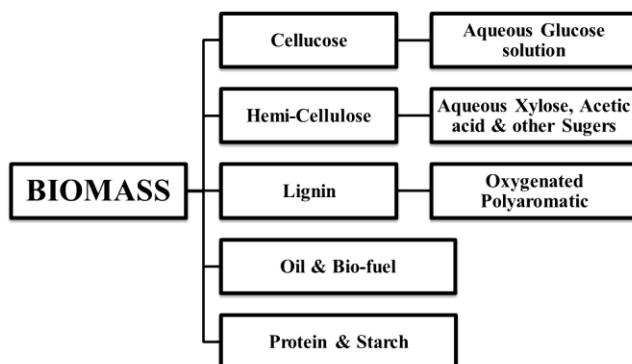 BIOMASS
Cellucose
Aqueous Glucose
solution
Hemi-Cellulose
Aqueous Xylose, Acetic
acid & other Sugers
Lignin
Oxygenated
Polyaromatic
Oil & Bio-fuel
Protein & Starch